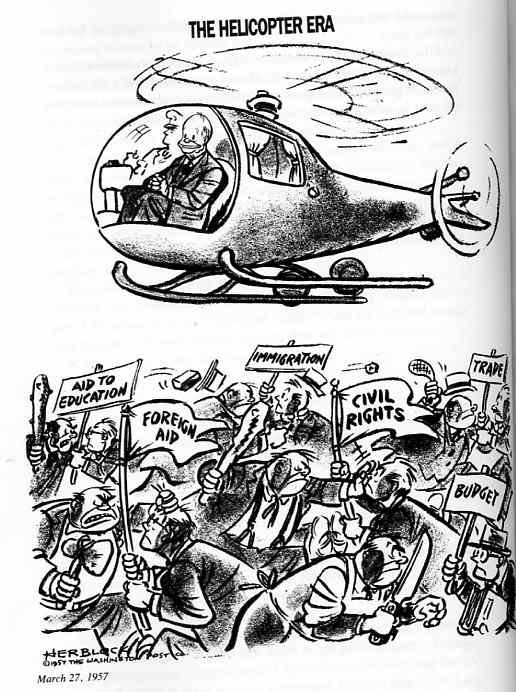 THE HELICOPTER ERA
AID TO
EDUCATION
FOREIGN
AID
IMMIGRATION
CIVIL
RIGHTS
TRADE
BUDGET
HERBLOCK
©1957 THE WASHINGTON POST CO.
March 27, 1957